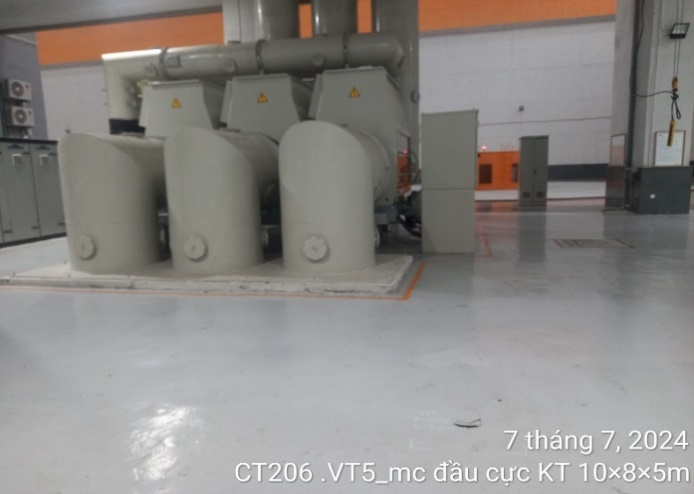 7 tháng 7, 2024
CT206 .VT5_mc đầu cực KT 10×8×5m